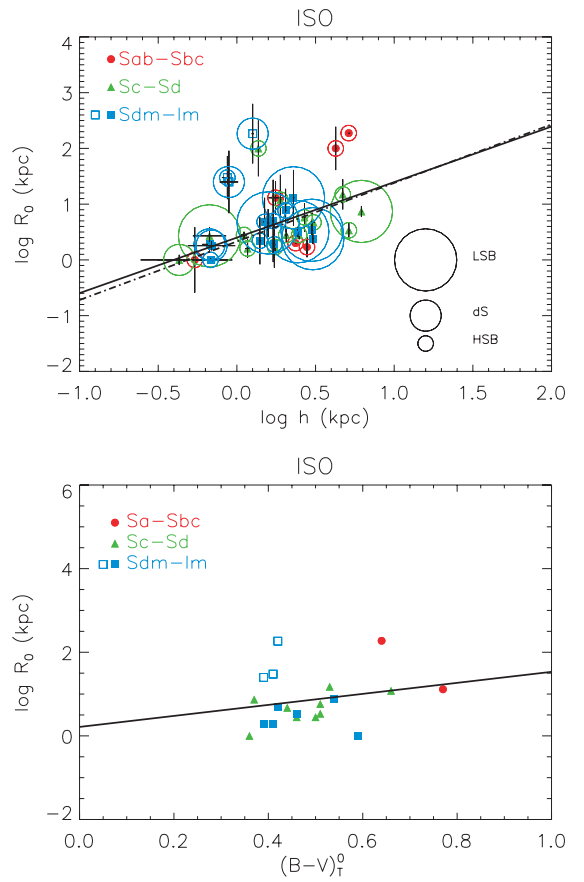 ISO
Sab-Sbc
Sc-Sd
Sdm-Im
LSB
dS
HSB
4
3
2
1
0
-1
-2
log R0 (kpc)
-1.0 -0.5 0.0 0.5 1.0 1.5 2.0
log h (kpc)
ISO
Sa-Sbc
Sc-Sd
Sdm-Im
6
4
2
0
-2
log R0 (kpc)
0.0 0.2 0.4 0.6 0.8 1.0
(B-V)T0